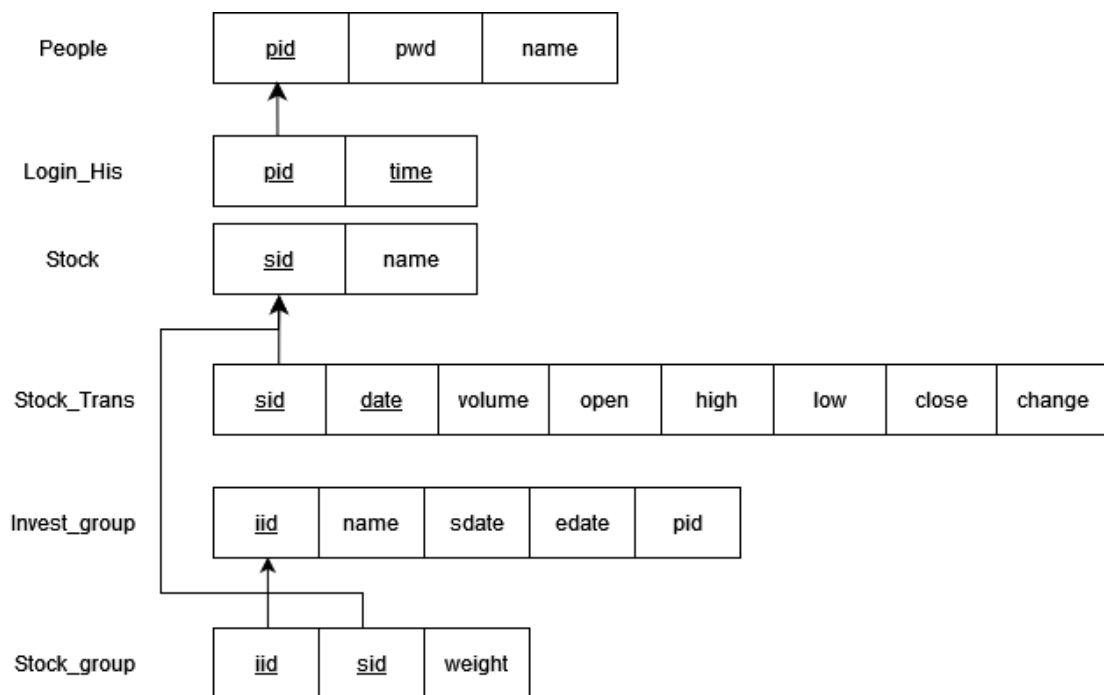 People pid pwd name
Login_His pid time
Stock sid name
Stock_Trans sid date volume open high low close change
Invest_group iid name sdate edate pid
Stock_group iid sid weight